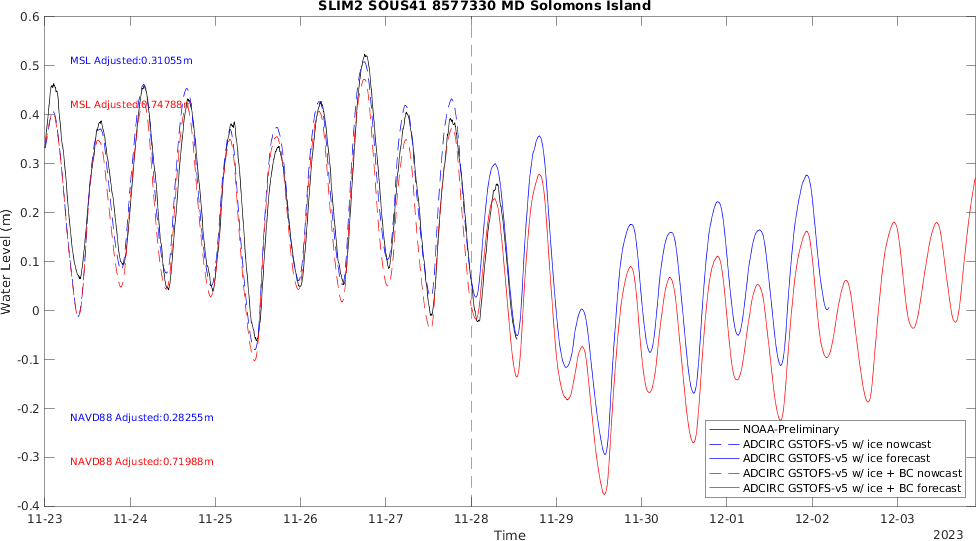 SLIM2 SOUS41 8577330 MD Solomons Island
0.6
0.5
0.4
0.3
0.2
0.1
0
-0.1
-0.2
-0.3
-0.4
Water Level (m)
MSL Adjusted:0.31055m
MSL Adjusted:0.74788m
NAVD88 Adjusted:0.28255m
NAVD88 Adjusted:0.71988m
NOAA-Preliminary
ADCIRC GSTOFS-v5 w/ ice nowcast
ADCIRC GSTOFS-v5 w/ ice forecast
ADCIRC GSTOFS-v5 w/ ice + BC nowcast
ADCIRC GSTOFS-v5 w/ ice + BC forecast
11-23 11-24 11-25 11-26 11-27 11-28 11-29 11-30 12-01 12-02 12-03
Time
2023